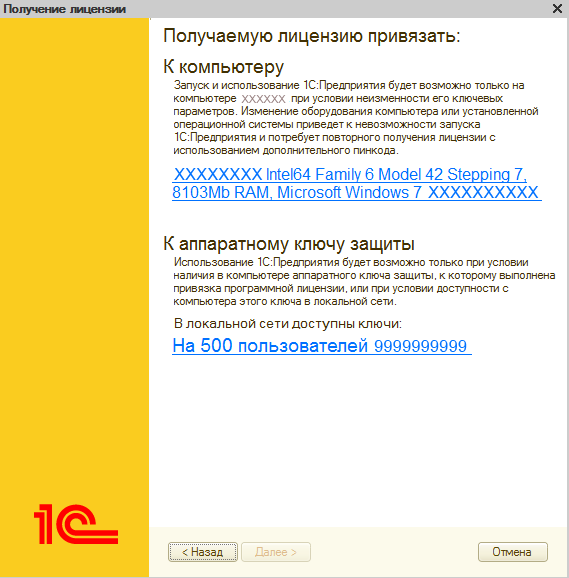 Получение лицензии
Получаемую лицензию привязать:
К компьютеру
Запуск и использование 1С:Предприятия будет возможно только на
компьютере XXXXXX при условии неизменности его ключевых
параметров. Изменение оборудования компьютера или установленной
операционной системы приведет к невозможности запуска
1С:Предприятия и потребует повторного получения лицензии с
использованием дополнительного пинкода.
XXXXXXXX Intel64 Family 6 Model 42 Stepping 7,
8103Mb RAM, Microsoft Windows 7 XXXXXXXXXX
К аппаратному ключу защиты
Использование 1С:Предприятия будет возможно только при условии
наличия в компьютере аппаратного ключа защиты, к которому выполнена
привязка программной лицензии, или при условии доступности с
компьютера этого ключа в локальной сети.
В локальной сети доступны ключи:
На 500 пользователей 9999999999
1С
< Назад Далее > Отмена